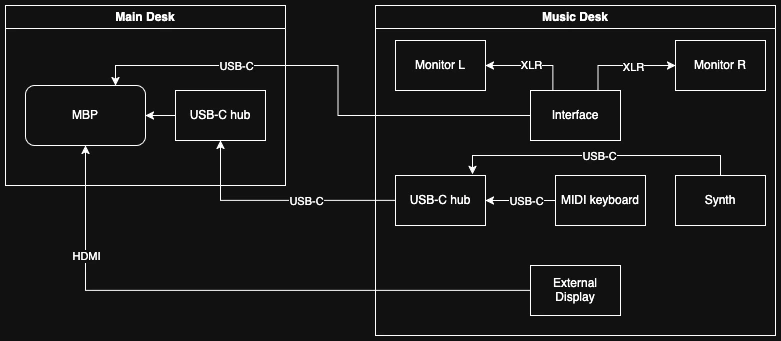 Main Desk
Music Desk
USB-C
Monitor L
XLR
XLR
Monitor R
MBP
USB-C hub
Interface
USB-C
USB-C
USB-C hub
USB-C
MIDI keyboard
Synth
HDMI
External
Display